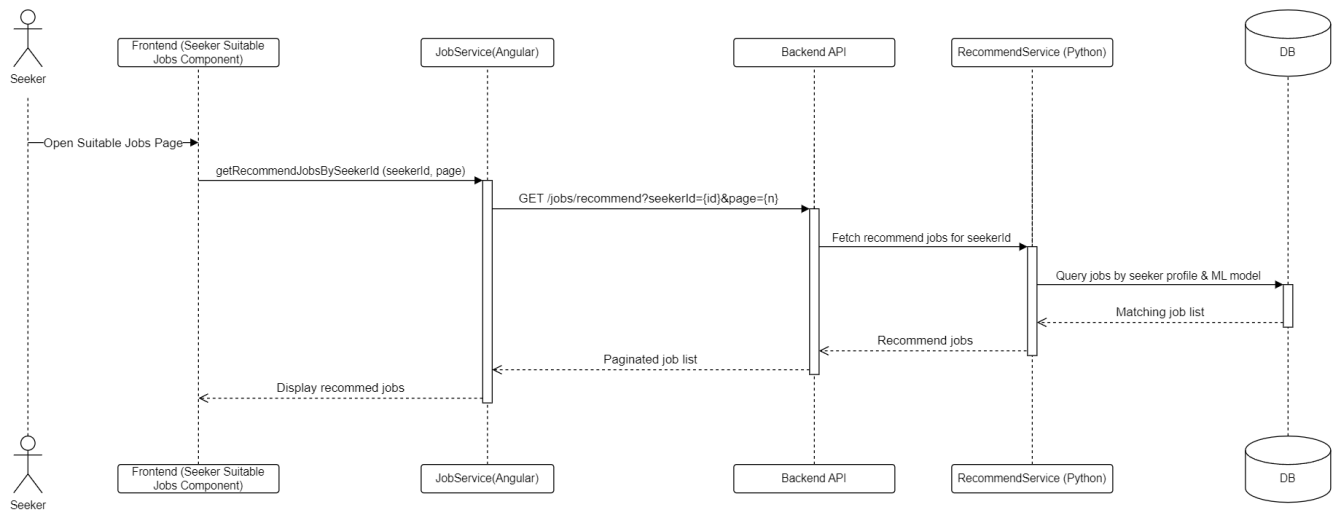 Seeker
Frontend (Seeker Suitable
Jobs Component)
JobService(Angular)
Backend API
RecommendService (Python)
DB
Open Suitable Jobs Page
getRecommendJobsBySeekerId (seekerId, page)
GET /jobs/recommend?seekerId={id}&page={n}
Fetch recommend jobs for seekerId
Query jobs by seeker profile & ML model
Matching job list
Recommend jobs
Paginated job list
Display recommed jobs
Seeker
Frontend (Seeker Suitable
Jobs Component)
JobService(Angular)
Backend API
RecommendService (Python)
DB